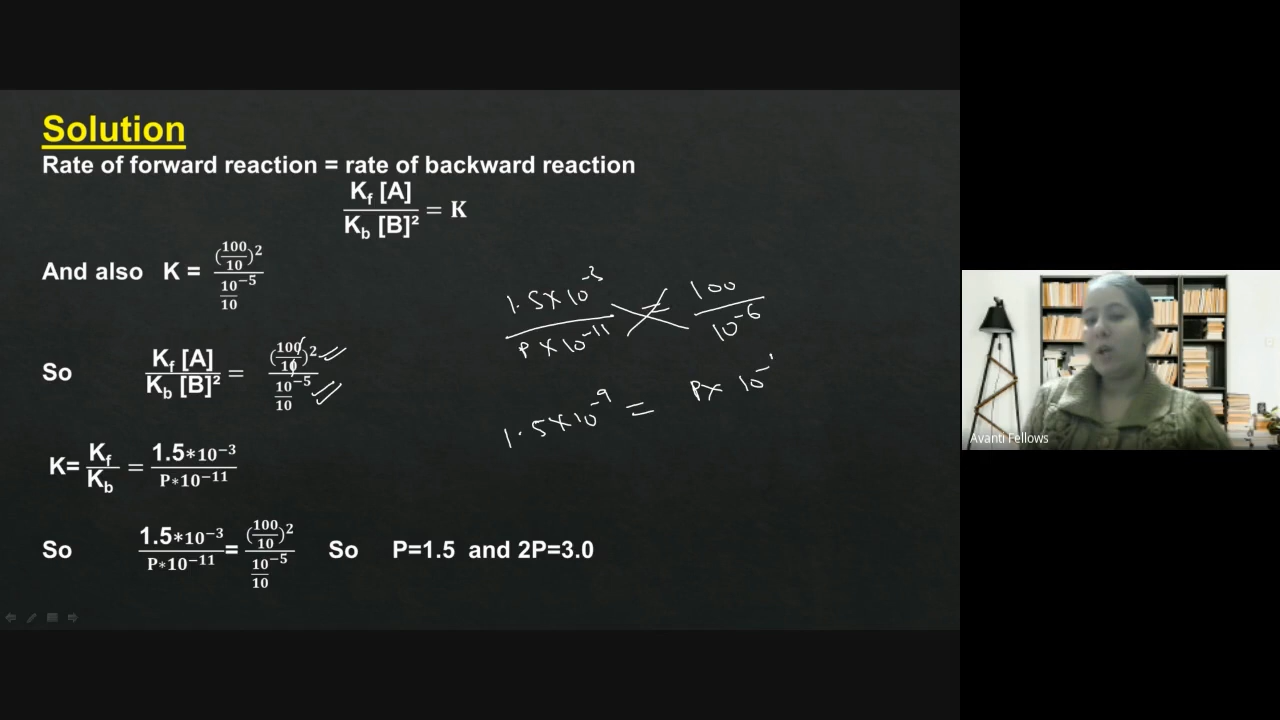 Solution
Rate of forward reaction = rate of backward reaction
K_f [A] / K_b [B]² = K
And also K = (100/10)² / (10⁻⁵/10)
So K_f [A] / K_b [B]² = (100/10)² / (10⁻⁵/10)
K= K_f / K_b = 1.5*10⁻³ / P*10⁻¹¹
So 1.5*10⁻³ / P*10⁻¹¹ = (100/10)² / (10⁻⁵/10) So P=1.5 and 2P=3.0
1.5×10⁻³ / P×10⁻¹¹ = 100 / 10⁻⁶
1.5×10⁻⁹ = P×10⁻
Avanti Fellows